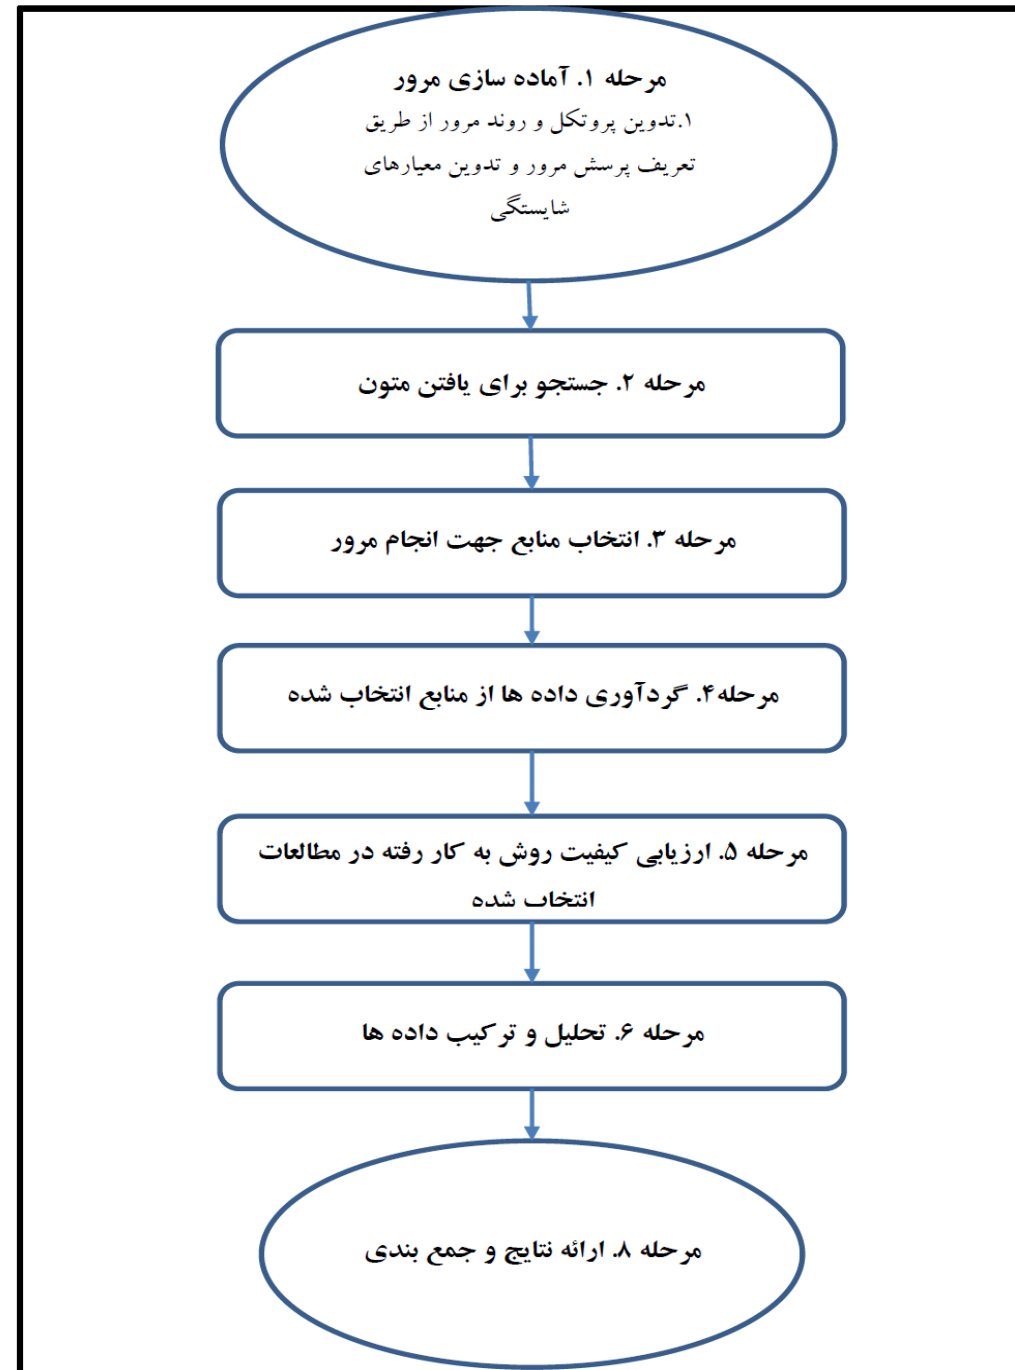 مرحله ۱. آماده سازی مرور
۱.تدوین پروتکل و روند مرور از طریق
تعریف پرسش مرور و تدوین معیارهای
شایستگی
مرحله ۲. جستجو برای یافتن متون
مرحله ۳. انتخاب منابع جهت انجام مرور
مرحله۴. گردآوری داده ها از منابع انتخاب شده
مرحله ۵. ارزیابی کیفیت روش به کار رفته در مطالعات
انتخاب شده
مرحله ۶. تحلیل و ترکیب داده ها
مرحله ۸. ارائه نتایج و جمع بندی